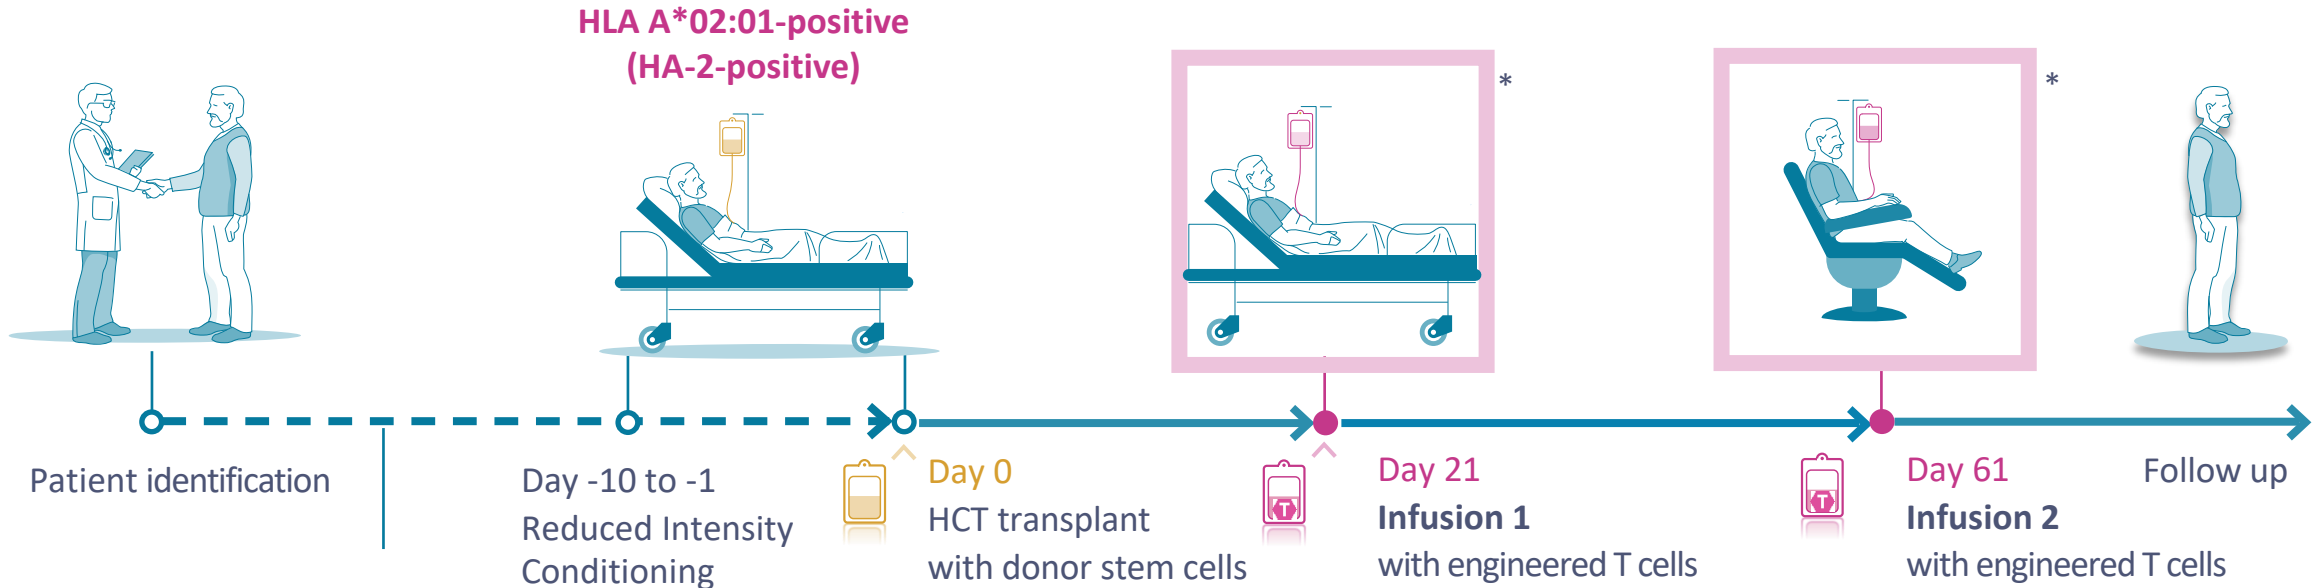 HLA A*02:01-positive
(HA-2-positive)
*
*
Patient identification
Day -10 to -1
Reduced Intensity
Conditioning
Day 0
HCT transplant
with donor stem cells
T
Day 21
Infusion 1
with engineered T cells
T
Day 61
Infusion 2
with engineered T cells
Follow up